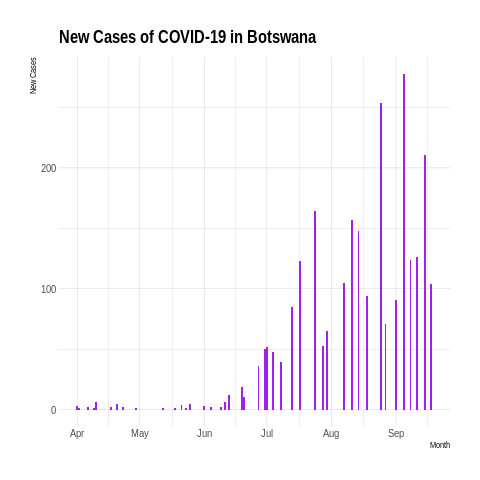 New Cases of COVID-19 in Botswana
New Cases
200
100
0
Apr May Jun Jul Aug Sep
Month